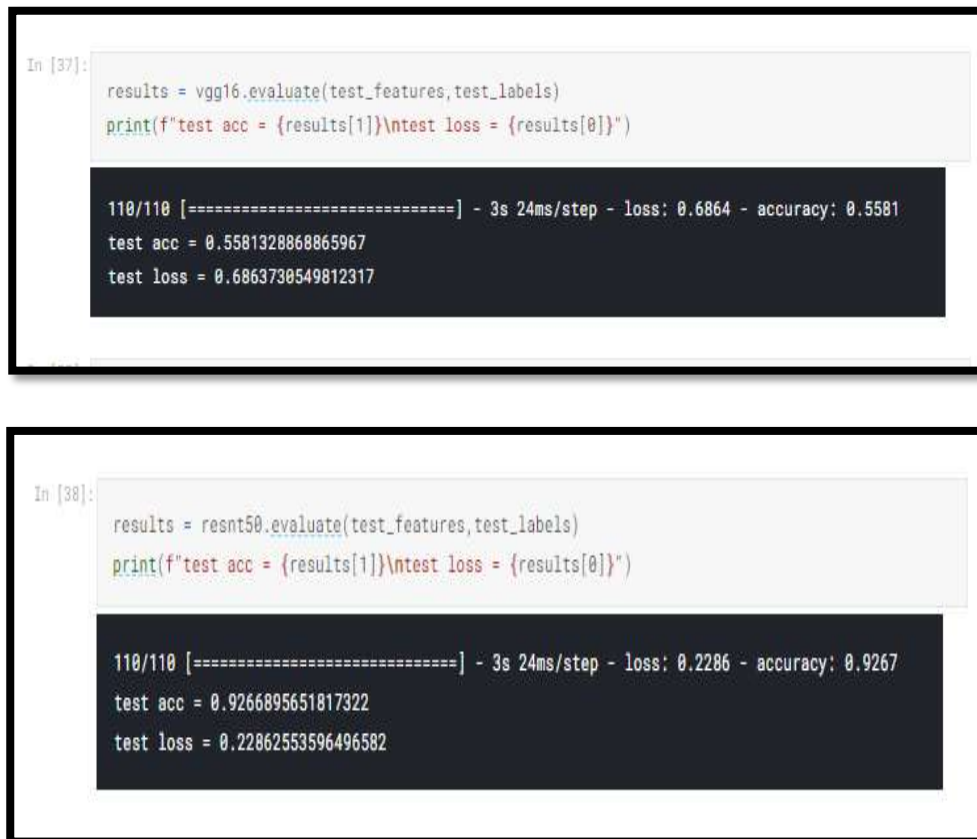 In [37]:
results = vgg16.evaluate(test_features,test_labels)
print(f"test acc = {results[1]}\ntest loss = {results[0]}")
110/110 [==============================] - 3s 24ms/step - loss: 0.6864 - accuracy: 0.5581
test acc = 0.5581328868865967
test loss = 0.6863730549812317
In [38]:
results = resnt50.evaluate(test_features,test_labels)
print(f"test acc = {results[1]}\ntest loss = {results[0]}")
110/110 [==============================] - 3s 24ms/step - loss: 0.2286 - accuracy: 0.9267
test acc = 0.9266895651817322
test loss = 0.22862553596496582